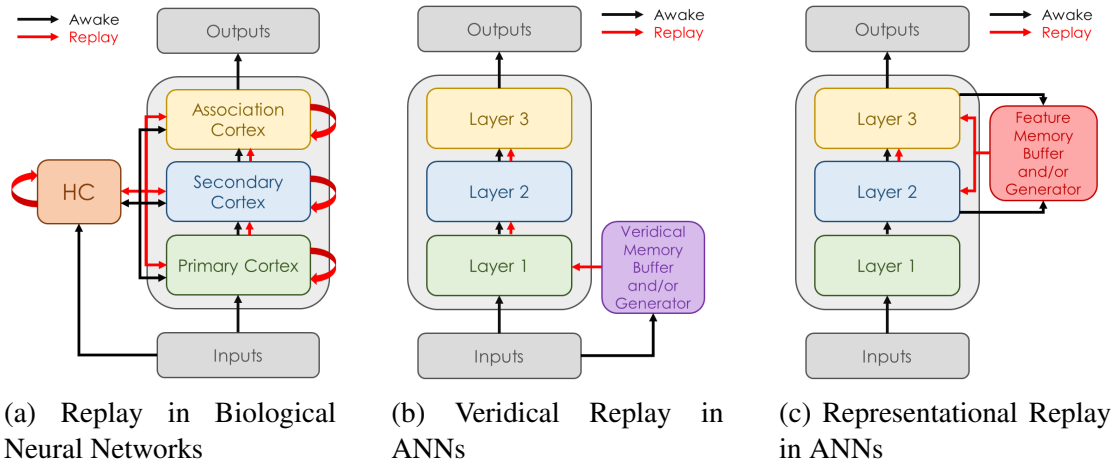 Awake
Replay
Outputs
Association
Cortex
HC
Secondary
Cortex
Primary Cortex
Inputs
(a) Replay in Biological
Neural Networks
Outputs
Awake
Replay
Layer 3
Layer 2
Layer 1
Veridical
Memory
Buffer
and/or
Generator
Inputs
(b) Veridical Replay in
ANNs
Outputs
Awake
Replay
Layer 3
Feature
Memory
Buffer
and/or
Generator
Layer 2
Layer 1
Inputs
(c) Representational Replay
in ANNs